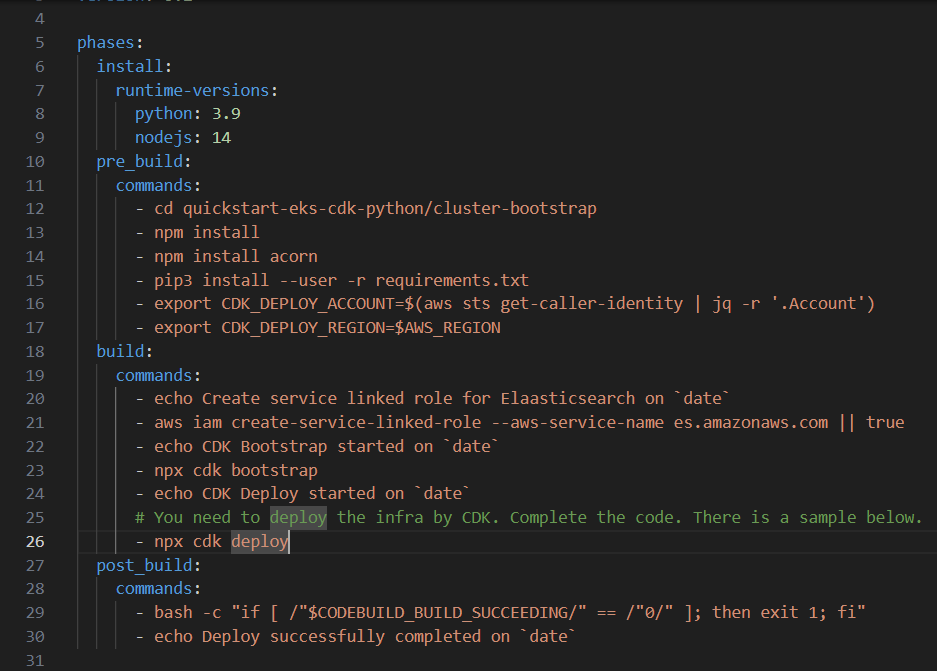 4
5 phases:
6 install:
7 runtime-versions:
8 python: 3.9
9 nodejs: 14
10 pre_build:
11 commands:
12 - cd quickstart-eks-cdk-python/cluster-bootstrap
13 - npm install
14 - npm install acorn
15 - pip3 install --user -r requirements.txt
16 - export CDK_DEPLOY_ACCOUNT=$(aws sts get-caller-identity | jq -r '.Account')
17 - export CDK_DEPLOY_REGION=$AWS_REGION
18 build:
19 commands:
20 - echo Create service linked role for Elaasticsearch on `date`
21 - aws iam create-service-linked-role --aws-service-name es.amazonaws.com || true
22 - echo CDK Bootstrap started on `date`
23 - npx cdk bootstrap
24 - echo CDK Deploy started on `date`
25 # You need to deploy the infra by CDK. Complete the code. There is a sample below.
26 - npx cdk deploy
27 post_build:
28 commands:
29 - bash -c "if [ /"$CODEBUILD_BUILD_SUCCEEDING/" == /"0/" ]; then exit 1; fi"
30 - echo Deploy successfully completed on `date`
31